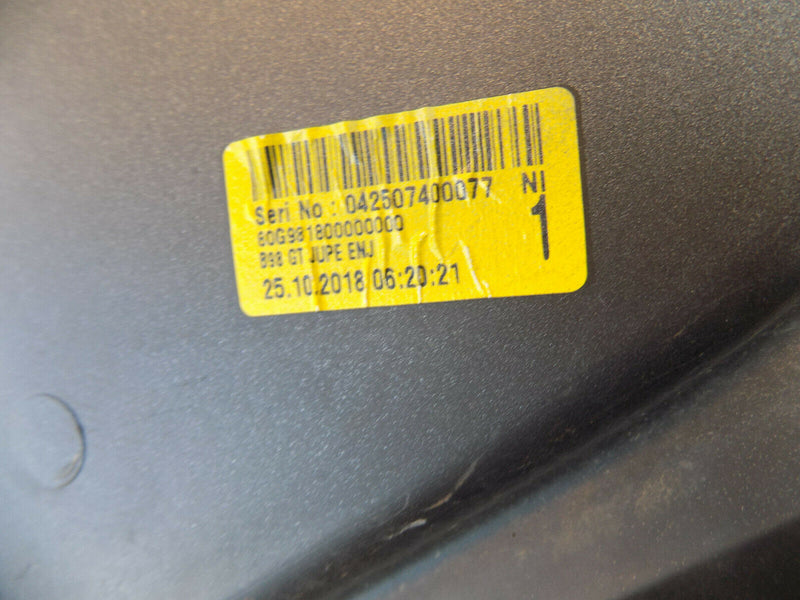 Seri No : 042507400077 NI
60G981800000000
B98 GT JUPE ENJ
1
25.10.2018 06:20:21